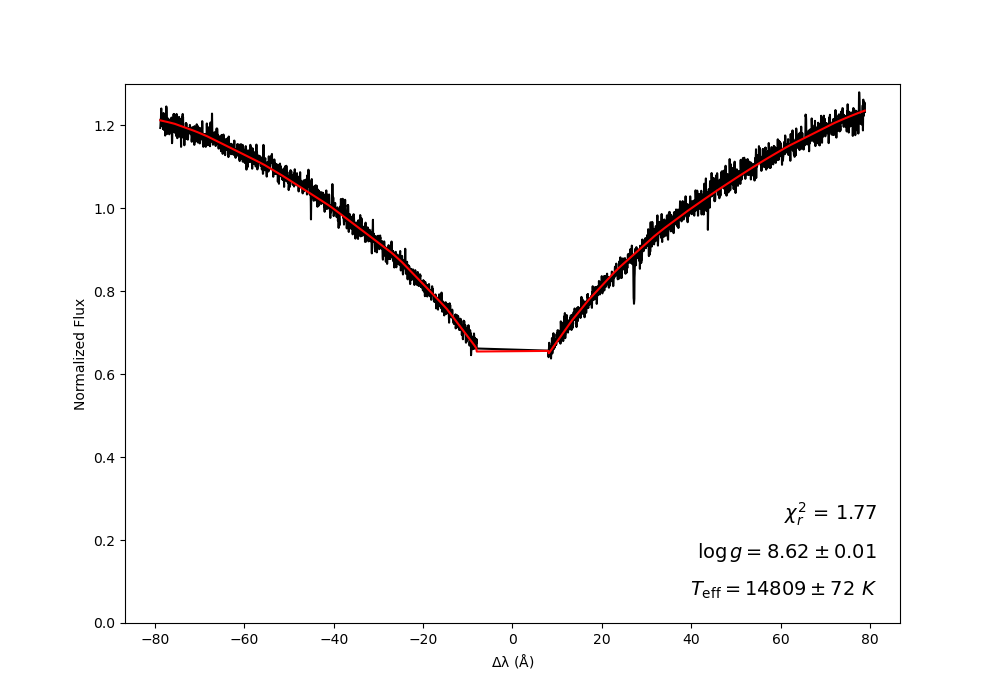 1.2
1.0
0.8
0.6
0.4
0.2
0.0
Normalized Flux
χ²ᵣ = 1.77
log g = 8.62 ± 0.01
T_eff = 14809 ± 72 K
−80 −60 −40 −20 0 20 40 60 80
Δλ (Å)